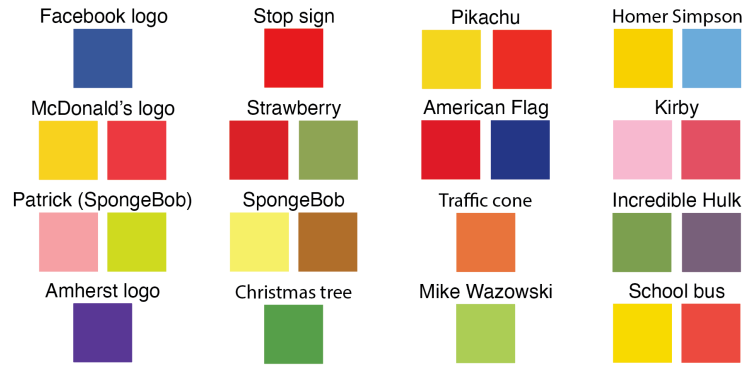 Facebook logo
Stop sign
Pikachu
Homer Simpson
McDonald's logo
Strawberry
American Flag
Kirby
Patrick (SpongeBob)
SpongeBob
Traffic cone
Incredible Hulk
Amherst logo
Christmas tree
Mike Wazowski
School bus